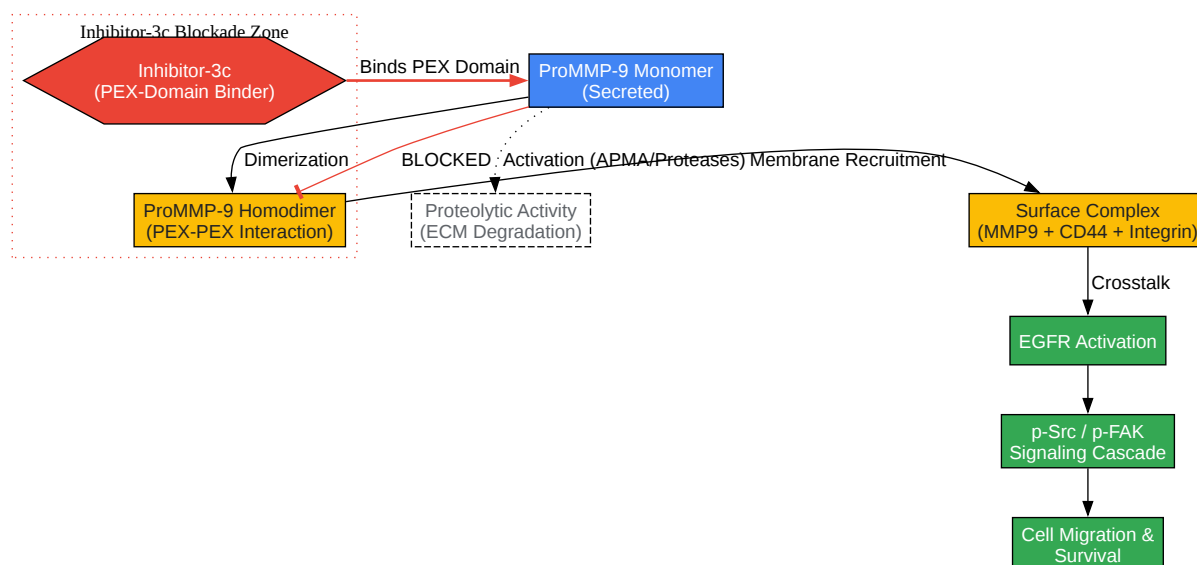 Inhibitor-3c Blockade Zone
Inhibitor-3c
(PEX-Domain Binder)
Binds PEX Domain
ProMMP-9 Monomer
(Secreted)
Dimerization
BLOCKED
Activation (APMA/Proteases)
Membrane Recruitment
ProMMP-9 Homodimer
(PEX-PEX Interaction)
Proteolytic Activity
(ECM Degradation)
Surface Complex
(MMP9 + CD44 + Integrin)
Crosstalk
EGFR Activation
p-Src / p-FAK
Signaling Cascade
Cell Migration &
Survival